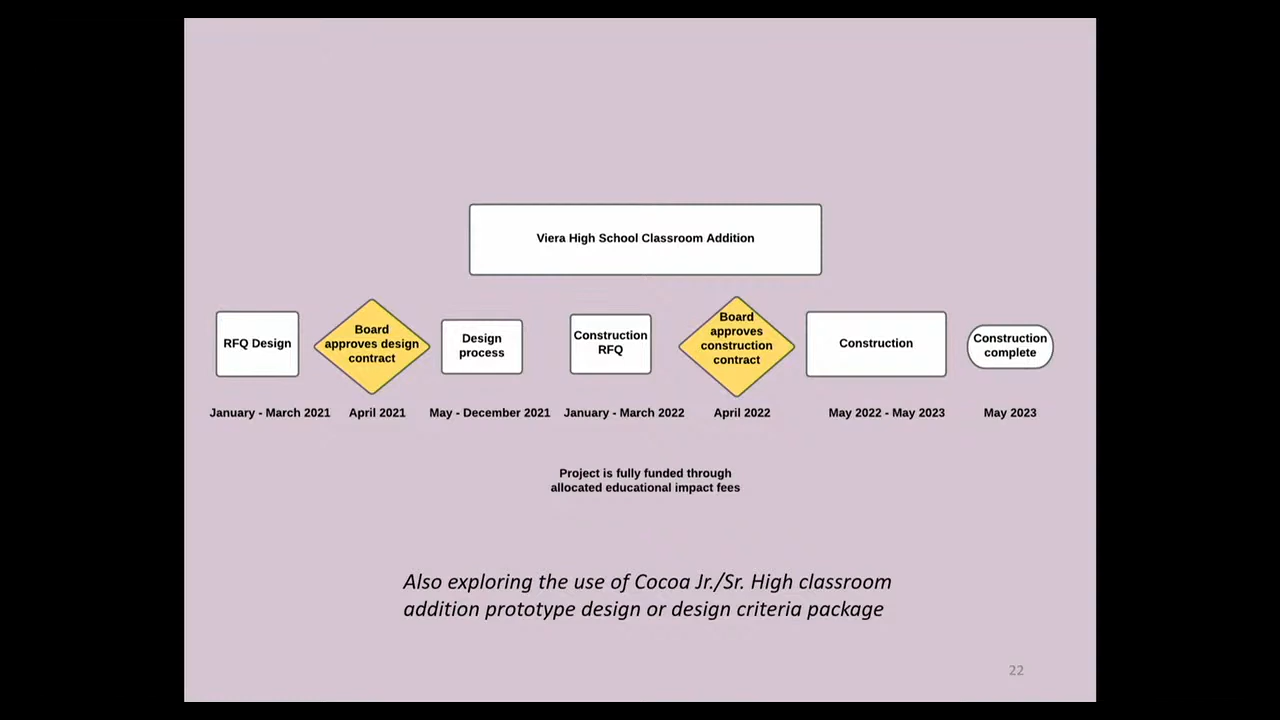 Viera High School Classroom Addition
RFQ Design
Board
approves design
contract
Design
process
Construction
RFQ
Board
approves
construction
contract
Construction
Construction
complete
January - March 2021
April 2021
May - December 2021
January - March 2022
April 2022
May 2022 - May 2023
May 2023
Project is fully funded through
allocated educational impact fees
Also exploring the use of Cocoa Jr./Sr. High classroom
addition prototype design or design criteria package
22